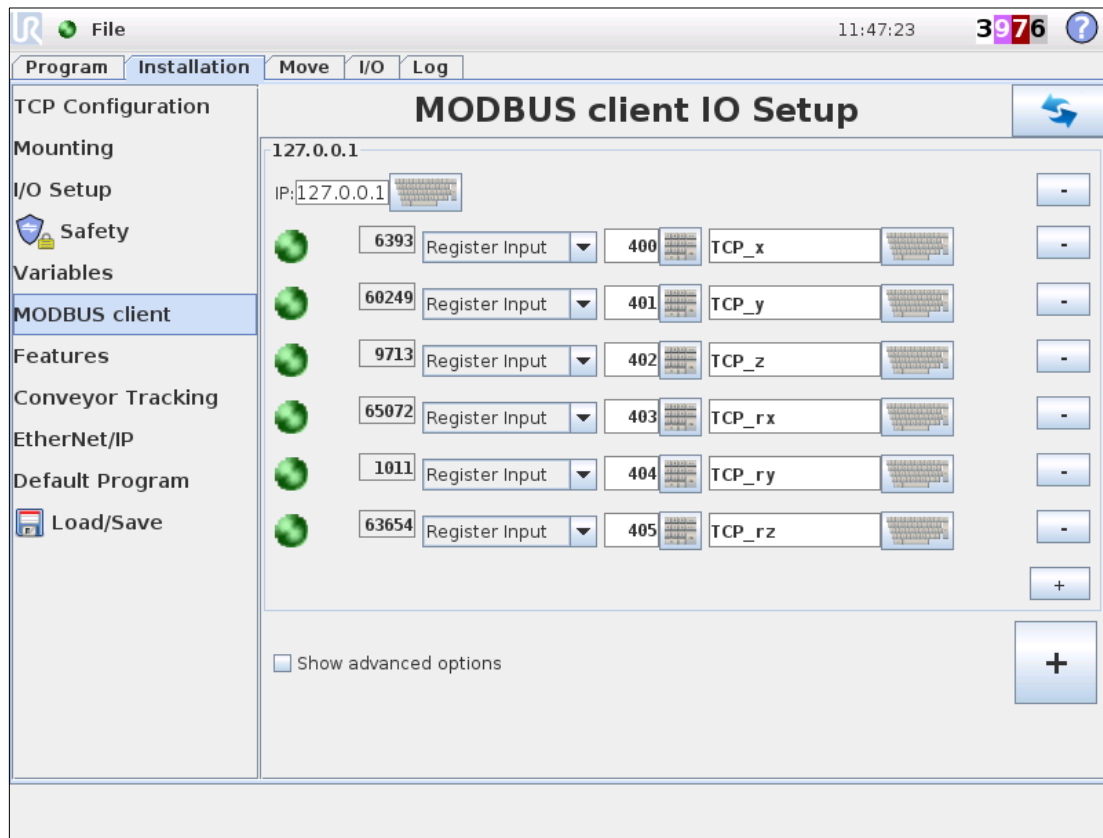 UR File 11:47:23 3976 ?
Program Installation Move I/O Log
TCP Configuration
Mounting
I/O Setup
Safety
Variables
MODBUS client
Features
Conveyor Tracking
EtherNet/IP
Default Program
Load/Save
MODBUS client IO Setup
127.0.0.1
IP: 127.0.0.1 -
6393 Register Input 400 TCP_x -
60249 Register Input 401 TCP_y -
9713 Register Input 402 TCP_z -
65072 Register Input 403 TCP_rx -
1011 Register Input 404 TCP_ry -
63654 Register Input 405 TCP_rz -
+
Show advanced options +